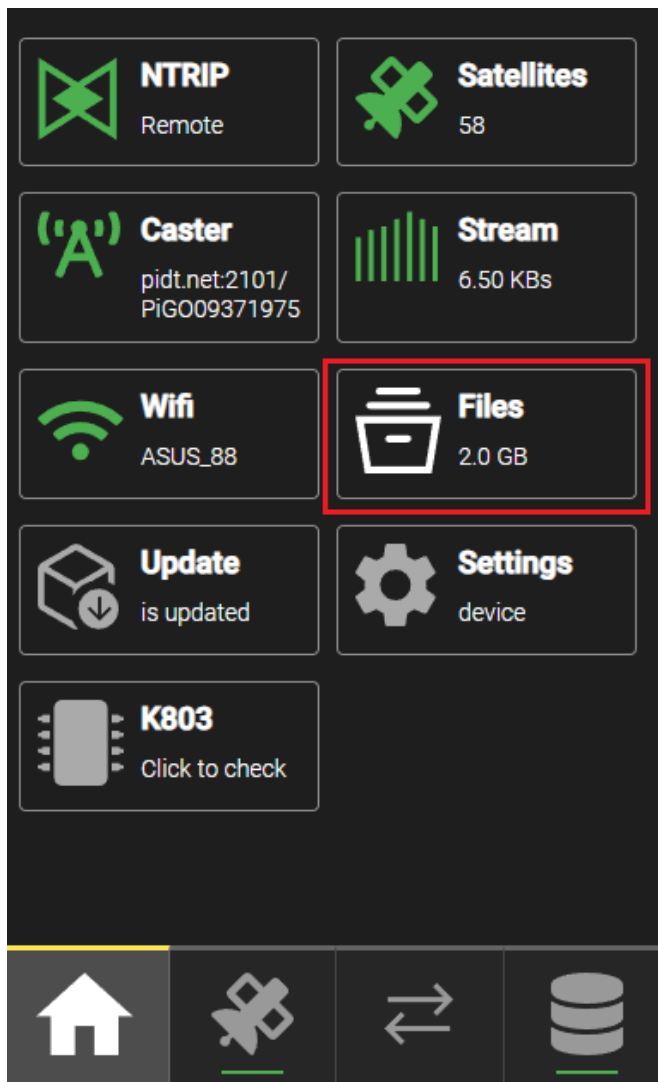 NTRIP
Remote
Satellites
58
Caster
pidt.net:2101/
PiGO09371975
Stream
6.50 KBs
Wifi
ASUS_88
Files
2.0 GB
Update
is updated
Settings
device
K803
Click to check